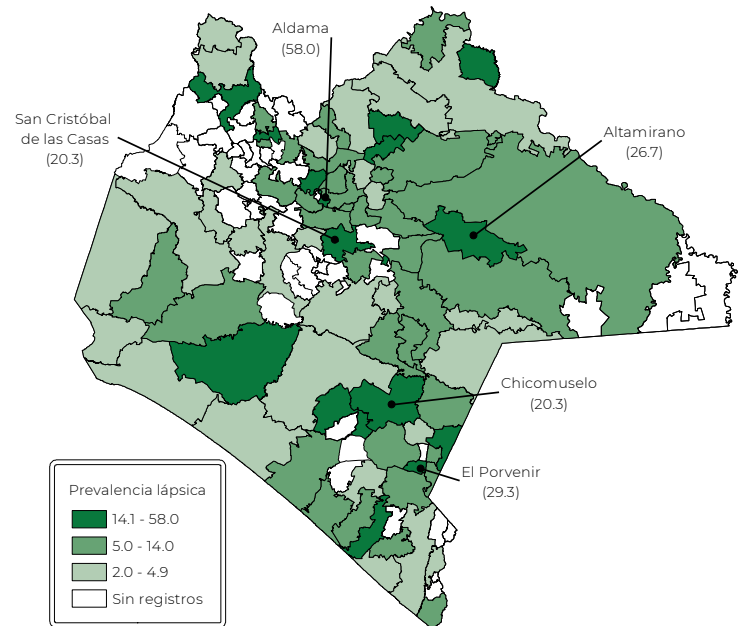 Aldama
(58.0)
San Cristóbal
de las Casas
(20.3)
Altamirano
(26.7)
Chicomuselo
(20.3)
El Porvenir
(29.3)
Prevalencia lápsica
14.1 - 58.0
5.0 - 14.0
2.0 - 4.9
Sin registros